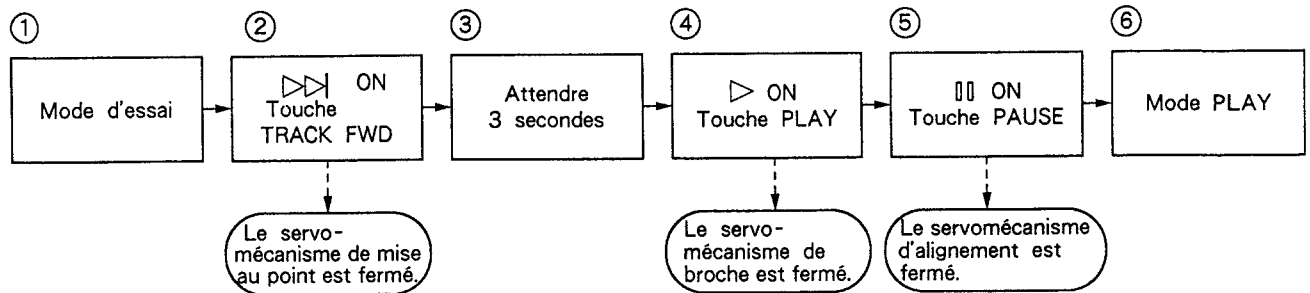 ①
Mode d'essai
②
▷▷| ON
Touche
TRACK FWD
③
Attendre
3 secondes
④
▷ ON
Touche PLAY
⑤
▯▯ ON
Touche PAUSE
⑥
Mode PLAY
Le servo-
mécanisme de mise
au point est fermé.
Le servo-
mécanisme de
broche est fermé.
Le servomécanisme
d'alignement est
fermé.